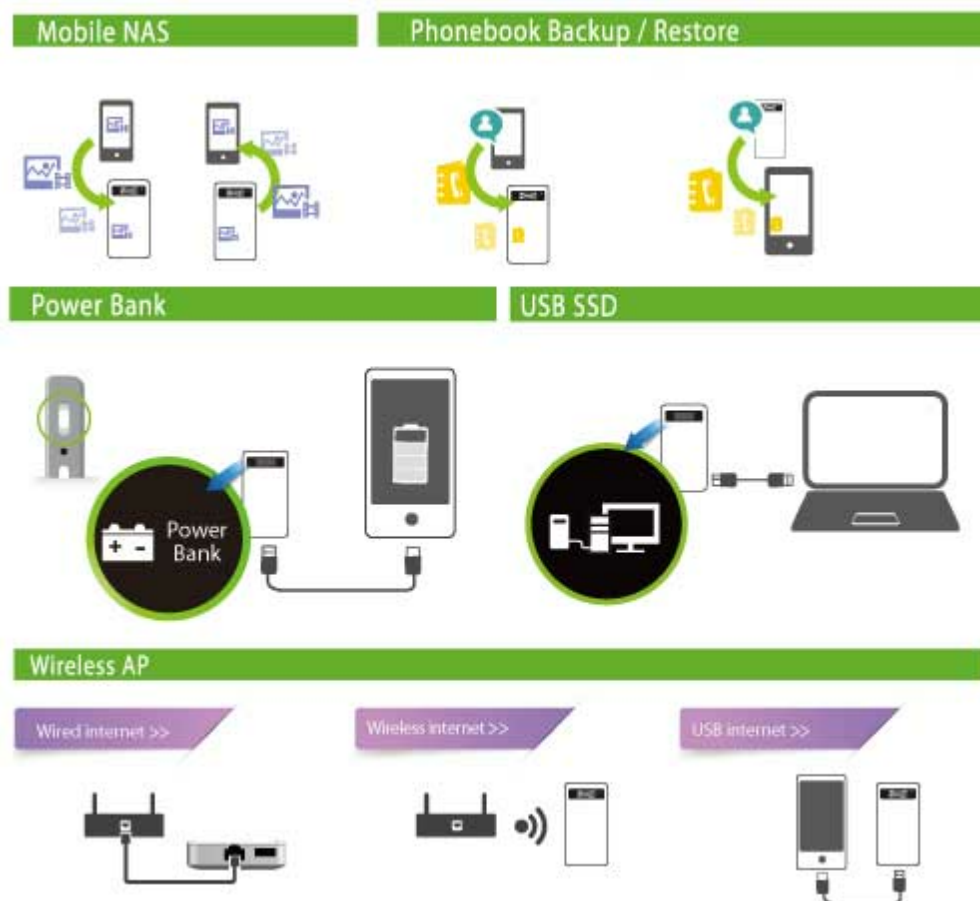 Mobile NAS
Phonebook Backup / Restore
Power Bank
USB SSD
Power
Bank
Wireless AP
Wired internet >>
Wireless internet >>
USB internet >>